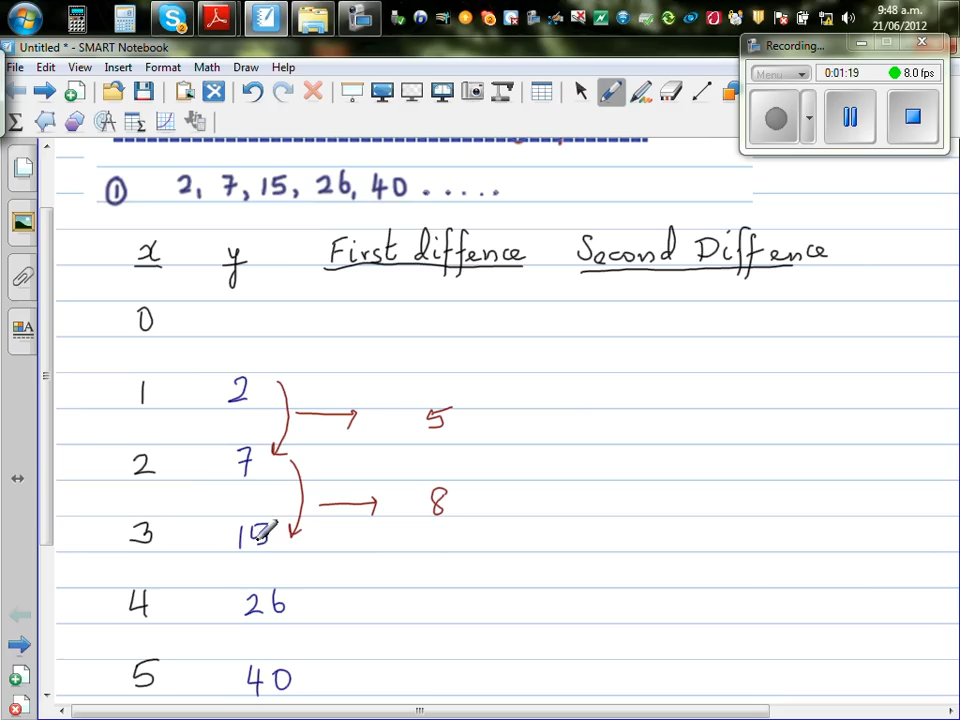 9:48 a.m.
21/06/2012
Untitled * - SMART Notebook
File Edit View Insert Format Math Draw Help
Recording...
Menu 0:01:19 8.0 fps
① 2, 7, 15, 26, 40 .....
x y First diffence Second Diffence
0
1 2
5
2 7
8
3 15
4 26
5 40